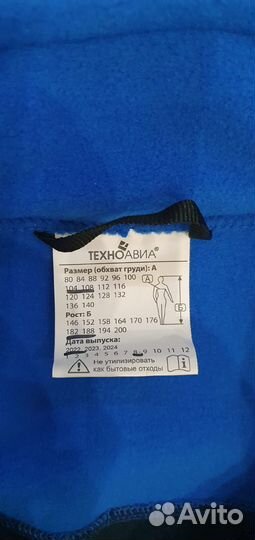 ТЕХНОАВИА®
Размер (обхват груди): А
80 84 88 92 96 100
104 108 112 116
120 124 128 132
136 140
А
Б
Рост: Б
146 152 158 164 170 176
182 188 194 200
Дата выпуска:
2022, 2023, 2024
1 2 3 4 5 6 7 8 9 10 11 12
Не утилизировать
как бытовые отходы
Avito